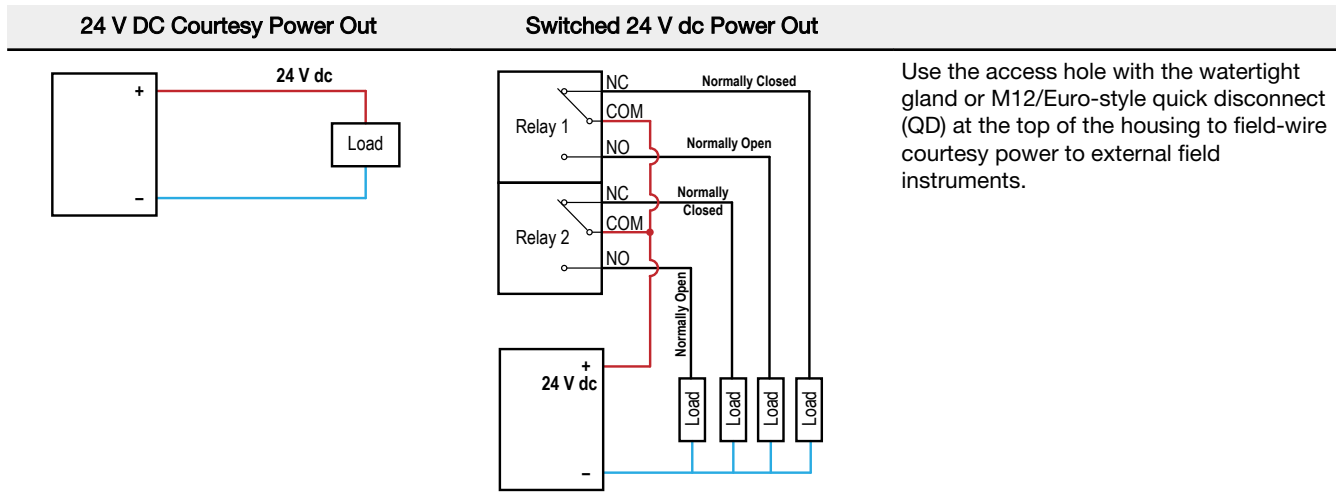 24 V DC Courtesy Power Out
Switched 24 V dc Power Out
+
24 V dc
Load
–
Relay 1
NC
Normally Closed
COM
NO
Normally Open
Relay 2
NC
Normally
Closed
COM
NO
Normally Open
+
24 V dc
–
Load
Load
Load
Load
Use the access hole with the watertight
gland or M12/Euro-style quick disconnect
(QD) at the top of the housing to field-wire
courtesy power to external field
instruments.